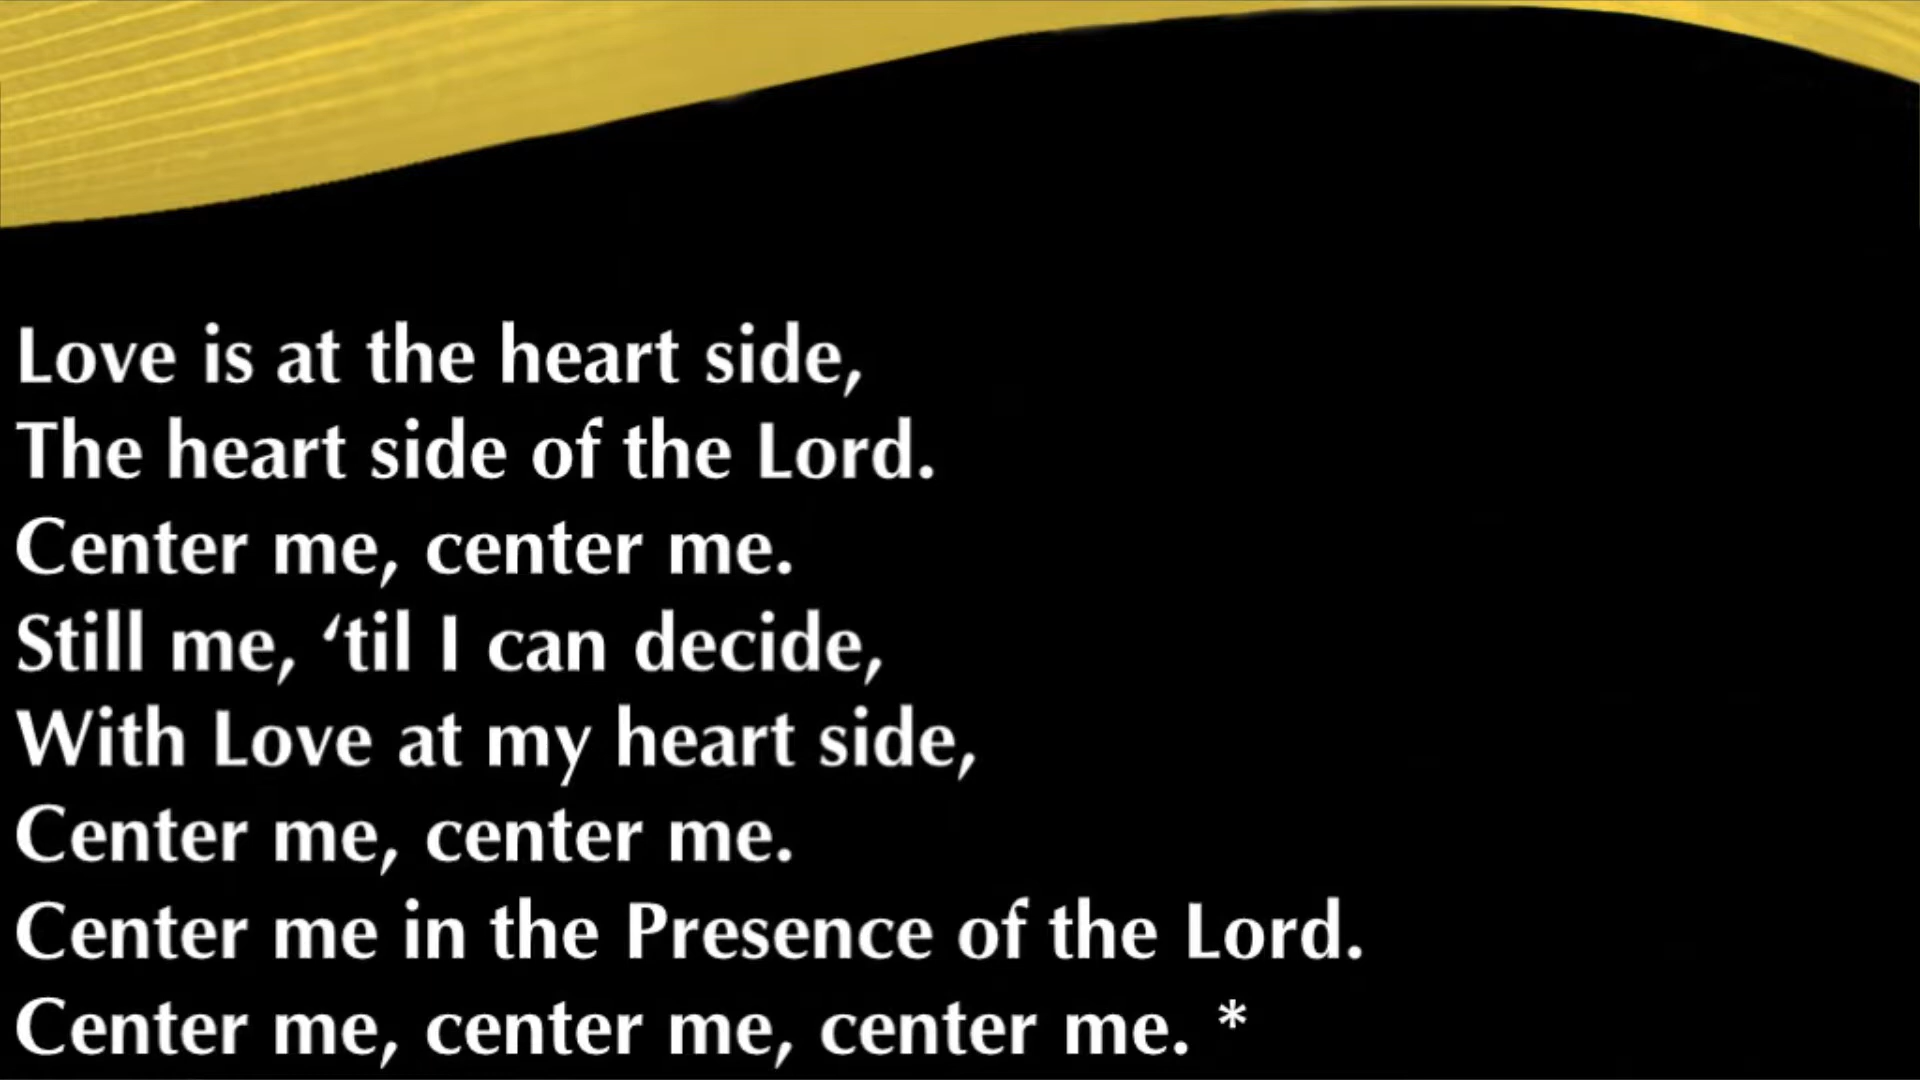 Love is at the heart side,
The heart side of the Lord.
Center me, center me.
Still me, ‘til I can decide,
With Love at my heart side,
Center me, center me.
Center me in the Presence of the Lord.
Center me, center me, center me. *